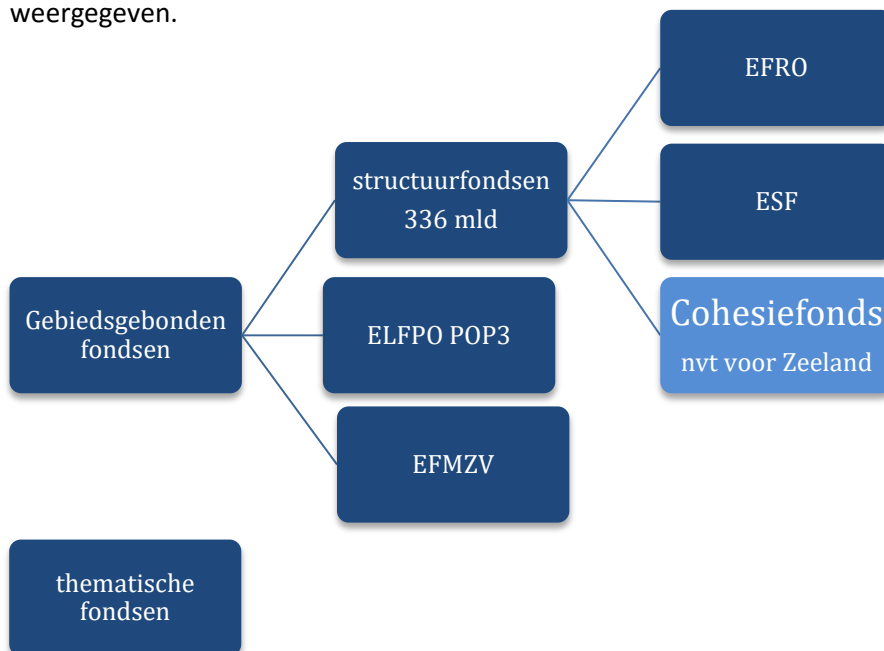 weergegeven.
EFRO
structuurfondsen
336 mld
ESF
Gebiedsgebonden
fondsen
ELFPO POP3
Cohesiefonds
nvt voor Zeeland
EFMZV
thematische
fondsen